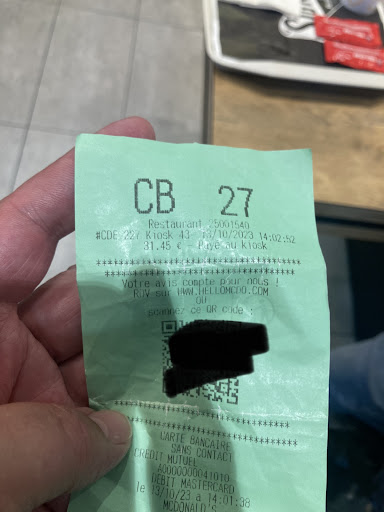 CB 27
Restaurant 25001540
#CDE 227 Kiosk 43 - 13/10/2023 14:02:52
31.45 € - Payé au kiosk
****************************************
Votre avis compte pour nous !
RDV sur WWW.HELLOMCDO.COM
ou
scannez ce QR code :
****************************************
****************************************
CARTE BANCAIRE
SANS CONTACT
CREDIT MUTUEL
A0000000041010
DEBIT MASTERCARD
le 13/10/23 a 14:01:38
MCDONALD'S